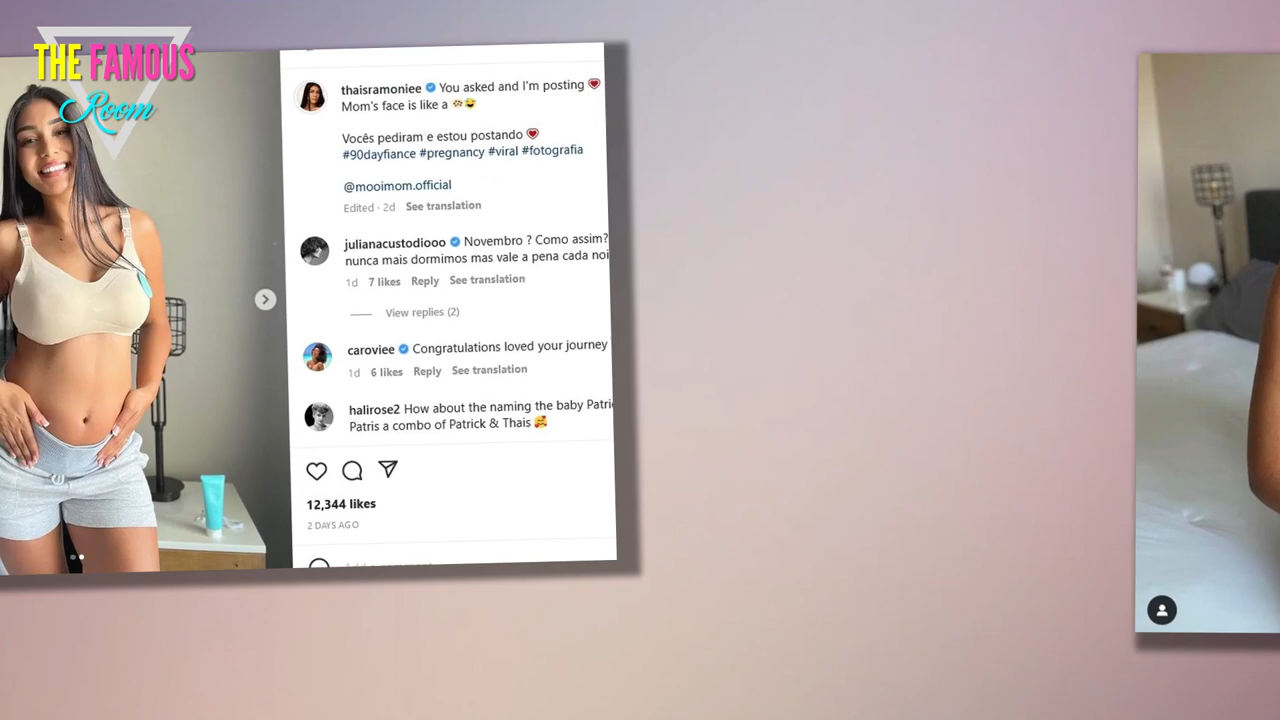 THE FAMOUS
Room
thaisramoniee You asked and I'm posting 💗
Mom's face is like a 🍪😅
Vocês pediram e estou postando 💗
#90dayfiance #pregnancy #viral #fotografia
@mooimom.official
Edited · 2d See translation
julianacustodiooo Novembro ? Como assim?
nunca mais dormimos mas vale a pena cada noi
1d 7 likes Reply See translation
View replies (2)
caroviee Congratulations loved your journey
1d 6 likes Reply See translation
halirose2 How about the naming the baby Patri
Patris a combo of Patrick & Thais 🥰
12,344 likes
2 DAYS AGO